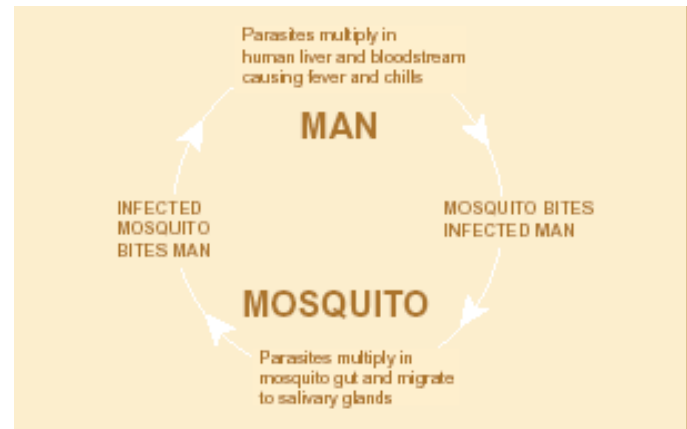 Parasites multiply in
human liver and bloodstream
causing fever and chills
MAN
INFECTED
MOSQUITO
BITES MAN
MOSQUITO BITES
INFECTED MAN
MOSQUITO
Parasites multiply in
mosquito gut and migrate
to salivary glands